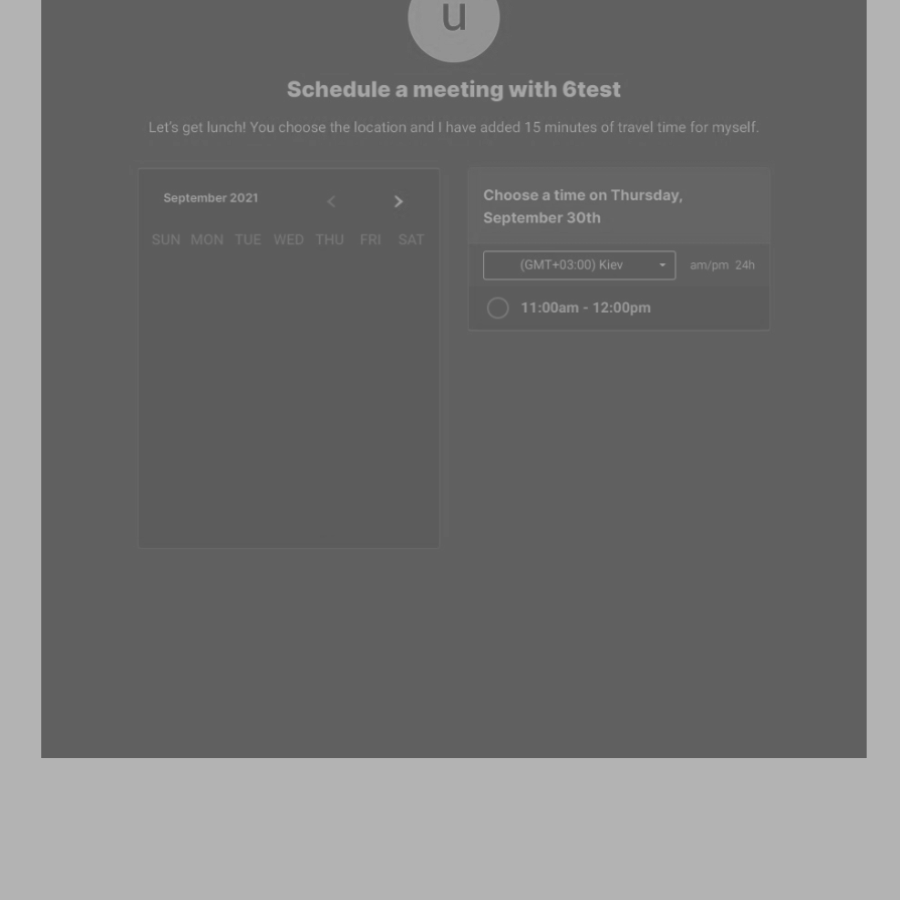 u
Schedule a meeting with 6test
Let's get lunch! You choose the location and I have added 15 minutes of travel time for myself.
September 2021
SUN MON TUE WED THU FRI SAT
Choose a time on Thursday,
September 30th
(GMT+03:00) Kiev am/pm 24h
11:00am - 12:00pm